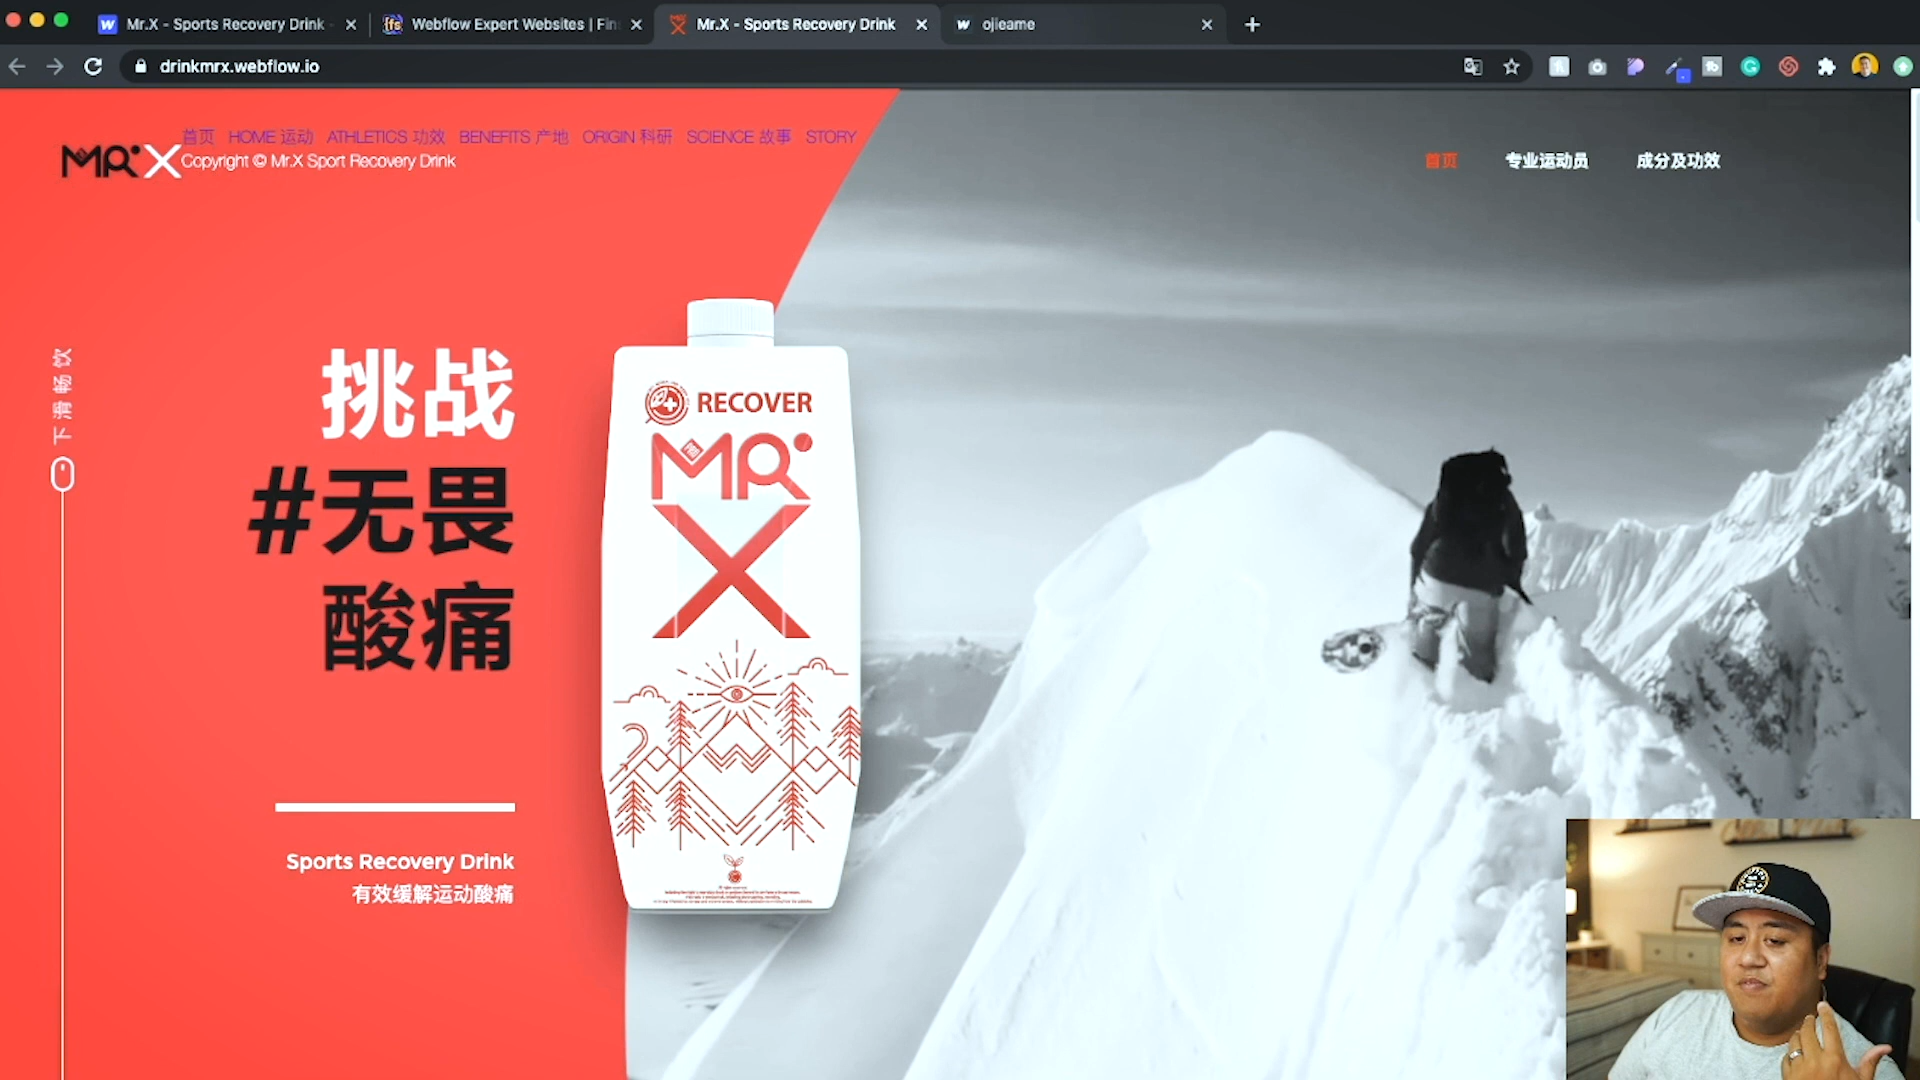 Mr.X - Sports Recovery Drink -
Webflow Expert Websites | Fin
Mr.X - Sports Recovery Drink
ojieame
drinkmrx.webflow.io
首页 HOME 运动 ATHLETICS 功效 BENEFITS 产地 ORIGIN 科研 SCIENCE 故事 STORY
MR X
Copyright © Mr.X Sport Recovery Drink
首页 专业运动员 成分及功效
下滑畅饮
挑战
#无畏
酸痛
RECOVER
MR
X
Sports Recovery Drink
有效缓解运动酸痛